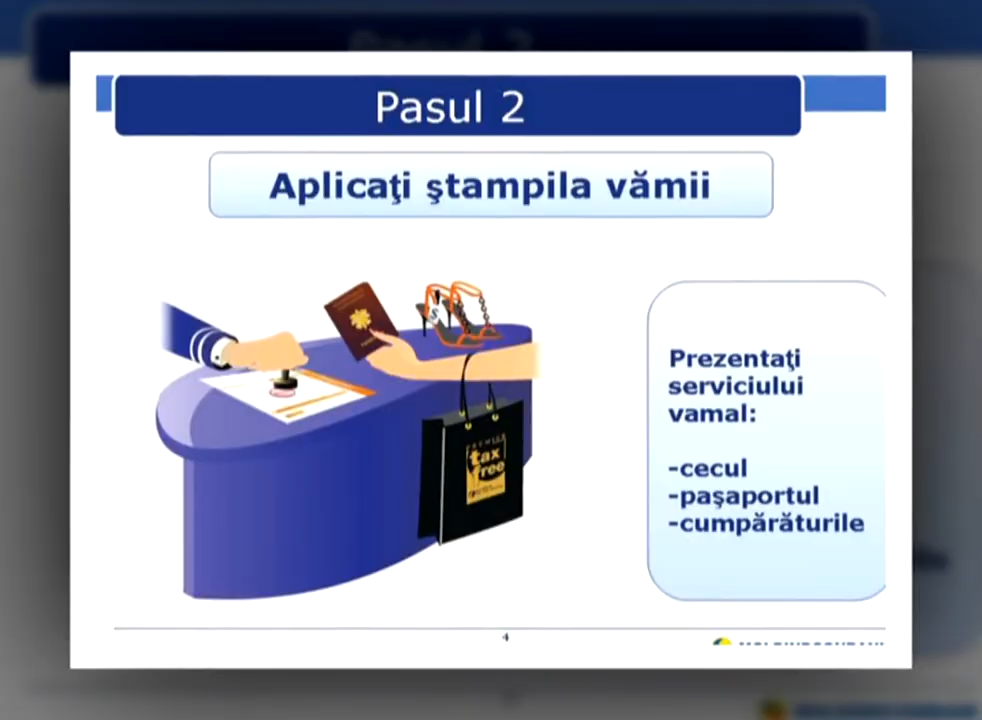 Pasul 2
Aplicaţi ştampila vămii
Prezentaţi
serviciului
vamal:
-cecul
-paşaportul
-cumpărăturile
tax
free
4